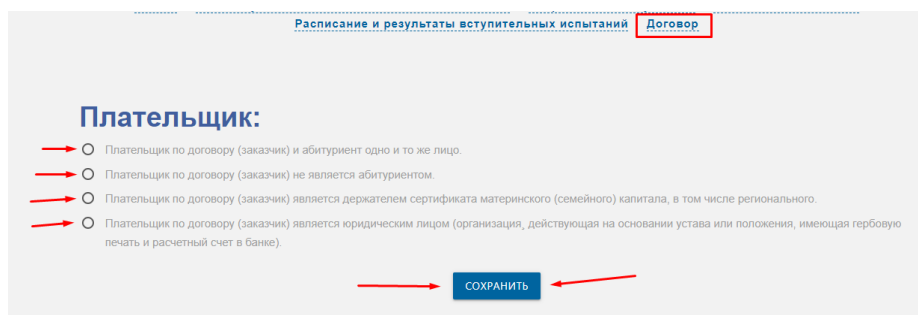 Расписание и результаты вступительных испытаний Договор
Плательщик:
Плательщик по договору (заказчик) и абитуриент одно и то же лицо.
Плательщик по договору (заказчик) не является абитуриентом.
Плательщик по договору (заказчик) является держателем сертификата материнского (семейного) капитала, в том числе регионального.
Плательщик по договору (заказчик) является юридическим лицом (организация, действующая на основании устава или положения, имеющая гербовую
печать и расчетный счет в банке).
СОХРАНИТЬ